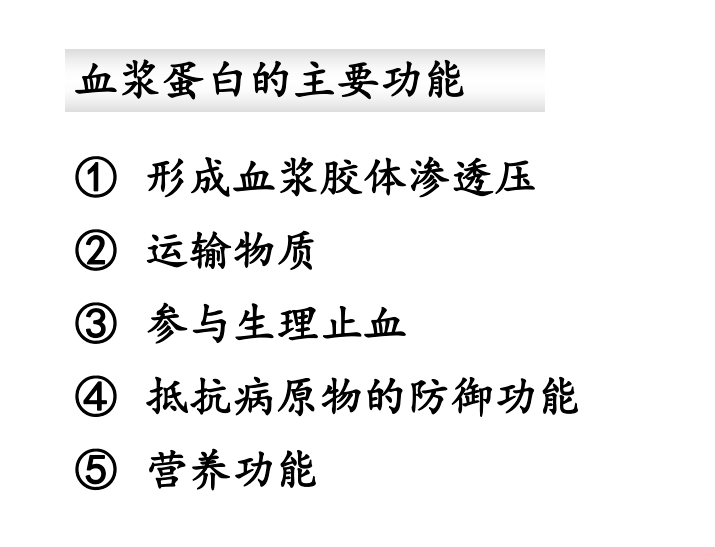 血浆蛋白的主要功能
① 形成血浆胶体渗透压
② 运输物质
③ 参与生理止血
④ 抵抗病原物的防御功能
⑤ 营养功能